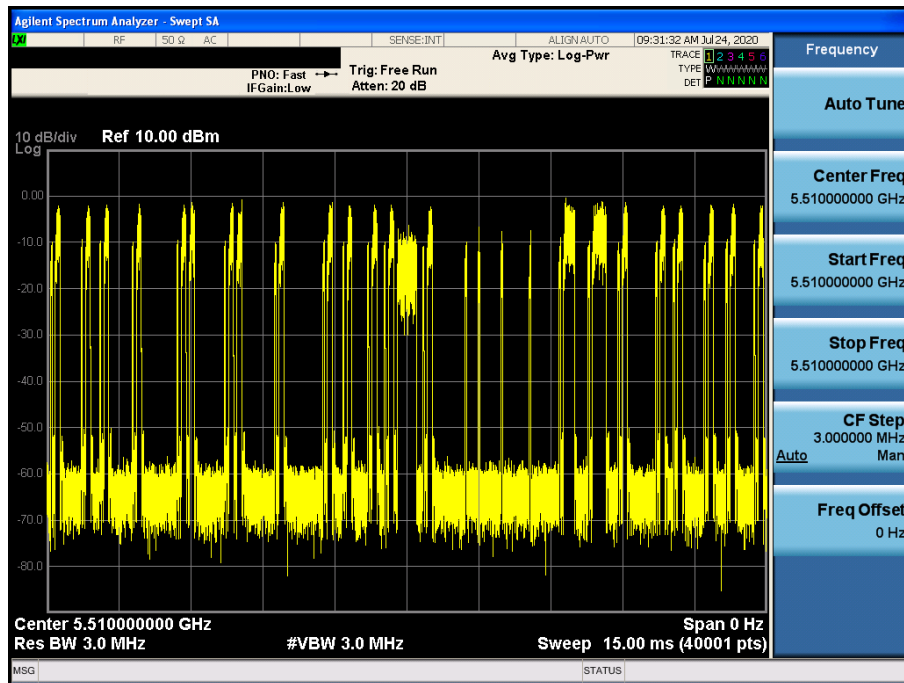 Agilent Spectrum Analyzer - Swept SA
LXI RF 50 Ω AC SENSE:INT ALIGN AUTO 09:31:32 AM Jul 24, 2020
PNO: Fast Trig: Free Run Avg Type: Log-Pwr TRACE 1 2 3 4 5 6
IFGain:Low Atten: 20 dB TYPE WWWWWW
DET P N N N N N
10 dB/div Ref 10.00 dBm
Log
0.00
-10.0
-20.0
-30.0
-40.0
-50.0
-60.0
-70.0
-80.0
Center 5.510000000 GHz Span 0 Hz
Res BW 3.0 MHz #VBW 3.0 MHz Sweep 15.00 ms (40001 pts)
MSG STATUS
Frequency
Auto Tune
Center Freq
5.510000000 GHz
Start Freq
5.510000000 GHz
Stop Freq
5.510000000 GHz
CF Step
3.000000 MHz
Auto Man
Freq Offset
0 Hz